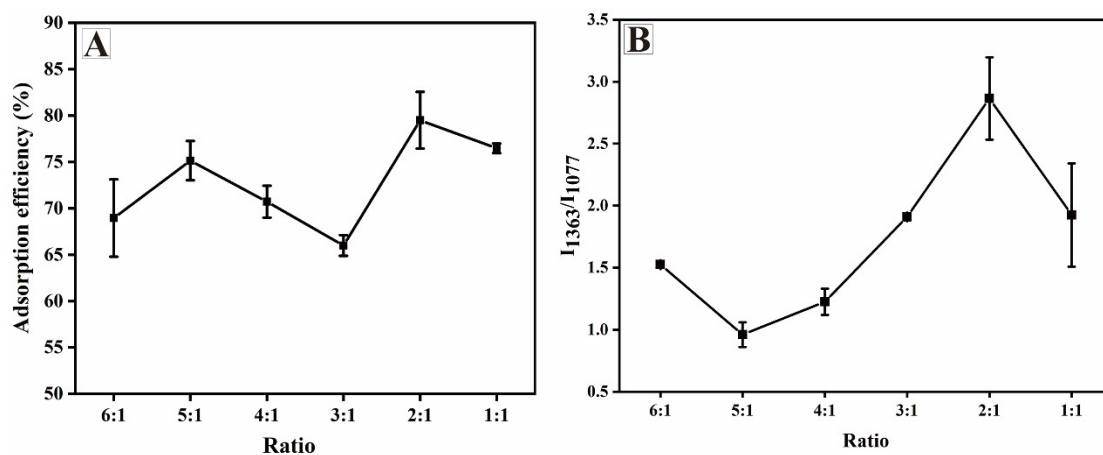 A
Adsorption efficiency (%)
90
85
80
75
70
65
60
55
50
6:1 5:1 4:1 3:1 2:1 1:1
Ratio
B
I1363/I1077
3.5
3.0
2.5
2.0
1.5
1.0
0.5
6:1 5:1 4:1 3:1 2:1 1:1
Ratio